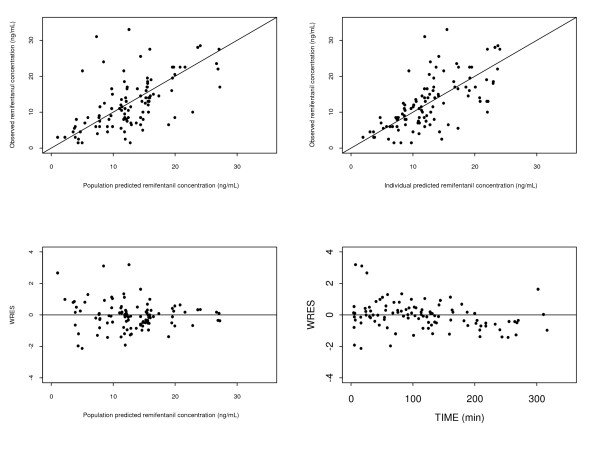 Observed remifentanil concentration (ng/mL)
30
20
10
0
0 10 20 30
Population predicted remifentanil concentration (ng/mL)
Observed remifentanil concentration (ng/mL)
30
20
10
0
0 10 20 30
Individual predicted remifentanil concentration (ng/mL)
WRES
4
2
0
-2
-4
0 10 20 30
Population predicted remifentanil concentration (ng/mL)
WRES
4
2
0
-2
-4
0 100 200 300
TIME (min)